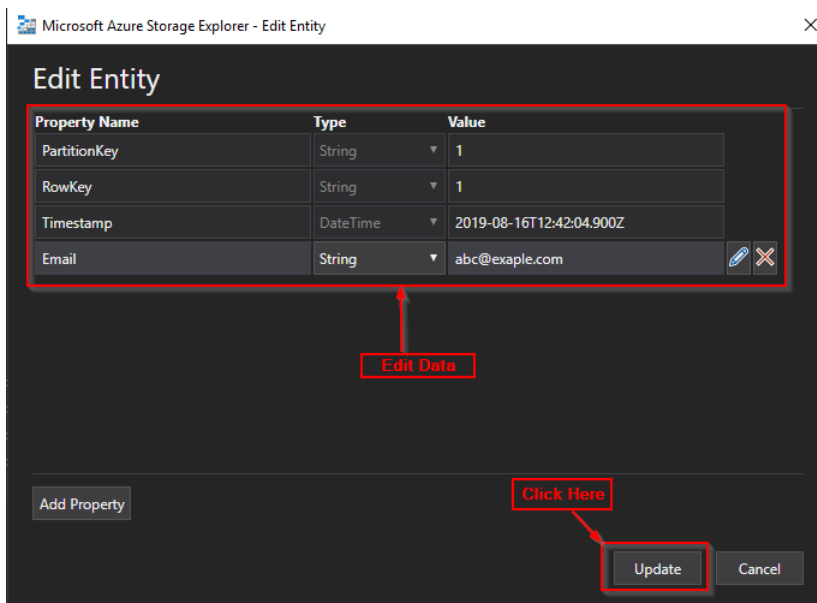 Microsoft Azure Storage Explorer - Edit Entity
Edit Entity
Property Name Type Value
PartitionKey String 1
RowKey String 1
Timestamp DateTime 2019-08-16T12:42:04.900Z
Email String abc@exaple.com
Edit Data
Click Here
Add Property
Update Cancel